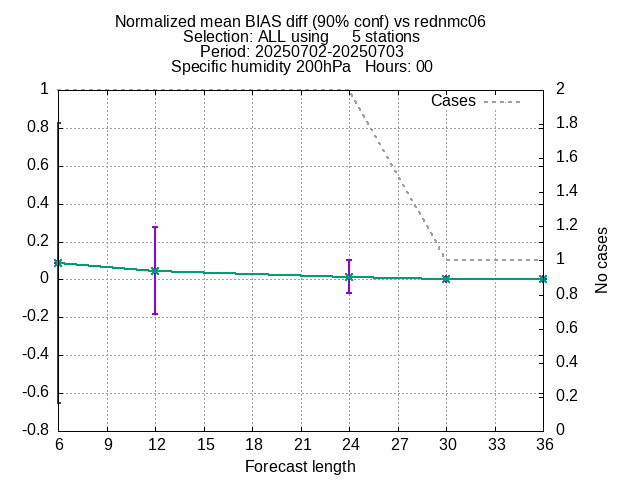 Normalized mean BIAS diff (90% conf) vs rednmc06
Selection: ALL using     5 stations
Period: 20250702-20250703
Specific humidity 200hPa   Hours: 00
Cases
1
0.8
0.6
0.4
0.2
0
-0.2
-0.4
-0.6
-0.8
2
1.8
1.6
1.4
1.2
1
0.8
0.6
0.4
0.2
0
No cases
6 9 12 15 18 21 24 27 30 33 36
Forecast length